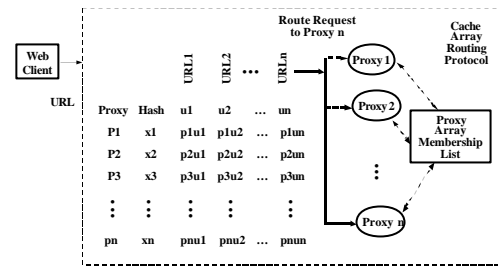 Route Request
to Proxy n
Cache
Array
Routing
Protocol
Web
Client
URL
URL1
URL2
...
URLn
Proxy 1
Proxy 2
Proxy
Array
Membership
List
Proxy n
Proxy Hash u1 u2 ... un
P1 x1 p1u1 p1u2 ... p1un
P2 x2 p2u1 p2u2 ... p2un
P3 x3 p3u1 p3u2 ... p3un
pn xn pnu1 pnu2 ... pnun